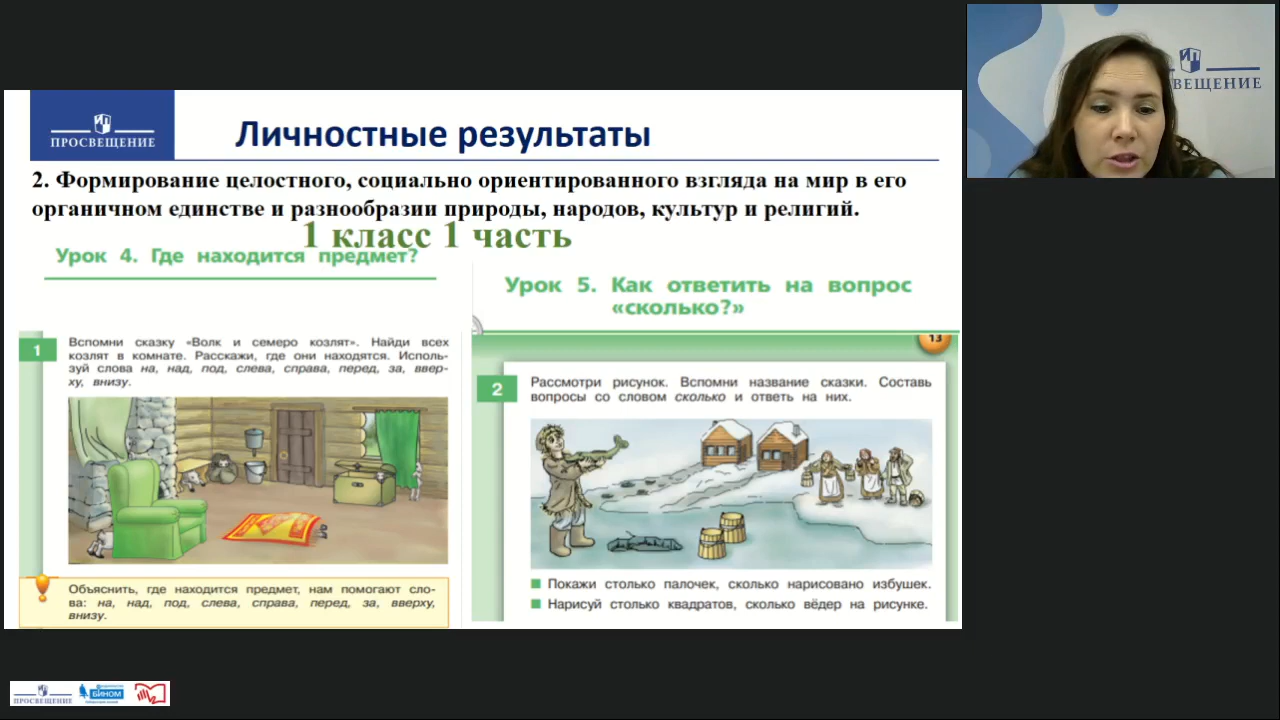 ПРОСВЕЩЕНИЕ
Личностные результаты
2. Формирование целостного, социально ориентированного взгляда на мир в его
органичном единстве и разнообразии природы, народов, культур и религий.
1 класс 1 часть
Урок 4. Где находится предмет?
1
Вспомни сказку «Волк и семеро козлят». Найди всех
козлят в комнате. Расскажи, где они находятся. Исполь-
зуй слова на, над, под, слева, справа, перед, за, ввер-
ху, внизу.
Объяснить, где находится предмет, нам помогают сло-
ва: на, над, под, слева, справа, перед, за, вверху,
внизу.
Урок 5. Как ответить на вопрос
«сколько?»
13
2
Рассмотри рисунок. Вспомни название сказки. Составь
вопросы со словом сколько и ответь на них.
Покажи столько палочек, сколько нарисовано избушек.
Нарисуй столько квадратов, сколько вёдер на рисунке.
ВЕЩЕНИЕ
ПРОСВЕЩЕНИЕ
БИНОМ